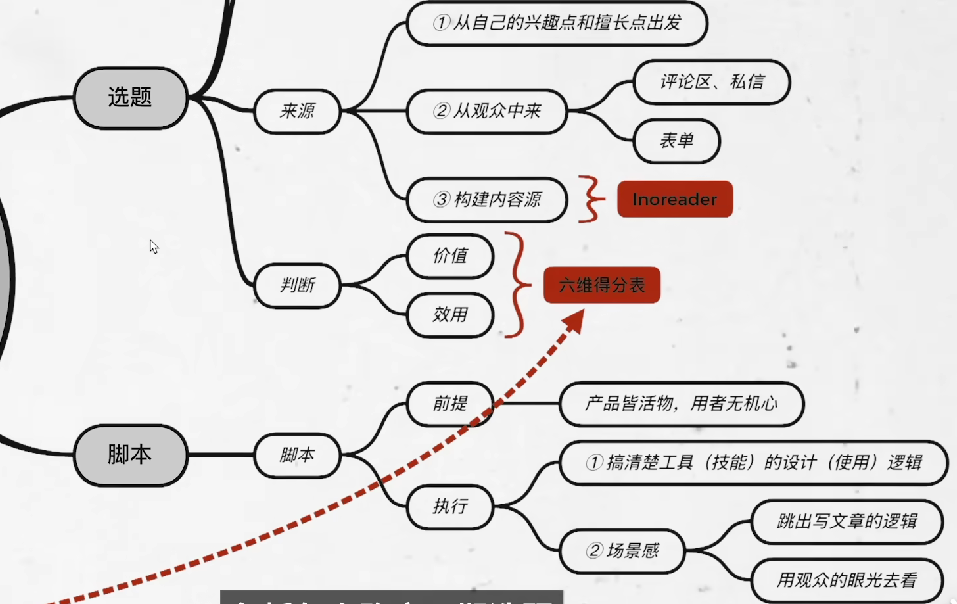 选题
来源
①从自己的兴趣点和擅长点出发
②从观众中来
评论区、私信
表单
③构建内容源
Inoreader
判断
价值
效用
六维得分表
脚本
脚本
前提
产品皆活物，用者无机心
执行
①搞清楚工具（技能）的设计（使用）逻辑
②场景感
跳出写文章的逻辑
用观众的眼光去看